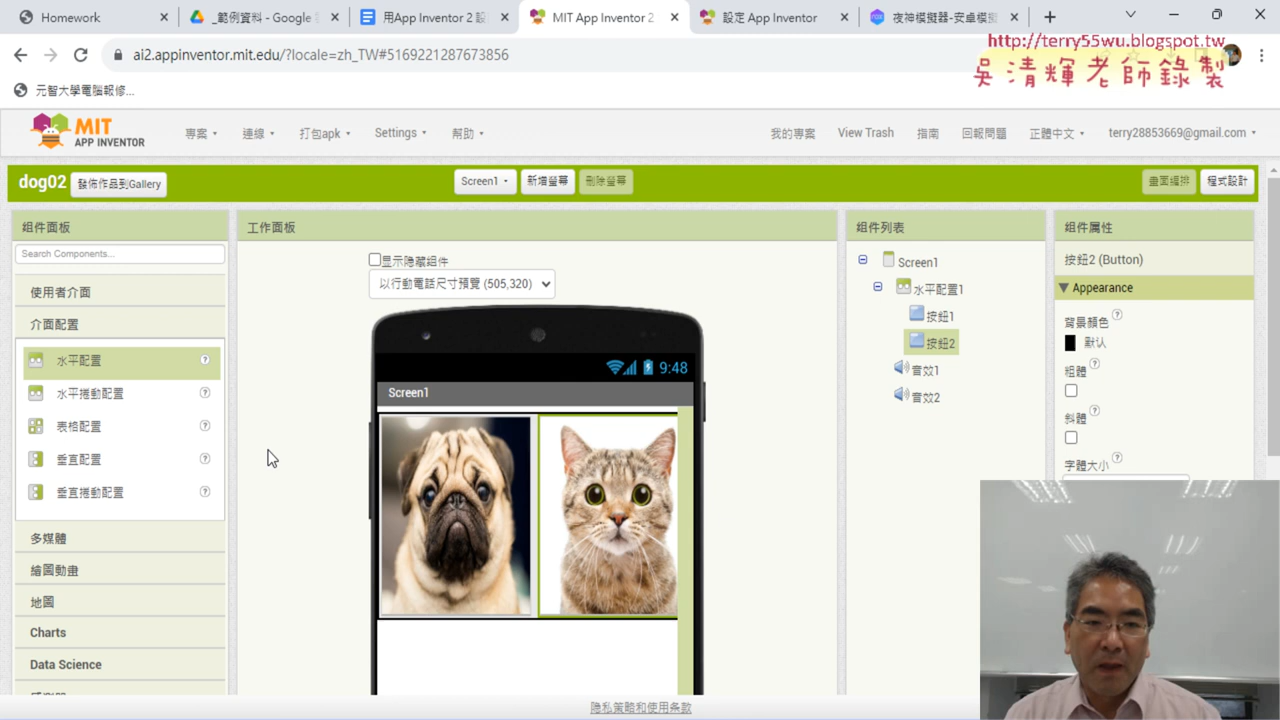 Homework
_範例資料 - Google
用App Inventor 2 設
MIT App Inventor 2
設定 App Inventor
夜神模擬器-安卓模擬
ai2.appinventor.mit.edu/?locale=zh_TW#5169221287673856
http://terry55wu.blogspot.tw
吳清輝老師錄製
元智大學電腦報修...
MIT
APP INVENTOR
專案
連線
打包apk
Settings
幫助
我的專案
View Trash
指南
回報問題
正體中文
terry28853669@gmail.com
dog02
發佈作品到Gallery
Screen1
新增螢幕
刪除螢幕
畫面編排
程式設計
組件面板
工作面板
組件列表
組件屬性
Search Components...
使用者介面
介面配置
水平配置
水平捲動配置
表格配置
垂直配置
垂直捲動配置
多媒體
繪圖動畫
地圖
Charts
Data Science
显示隐藏组件
以行動電話尺寸預覽 (505,320)
9:48
Screen1
Screen1
水平配置1
按鈕1
按鈕2
音效1
音效2
按鈕2 (Button)
Appearance
背景顏色
默认
粗體
斜體
字體大小
隐私策略和使用条款